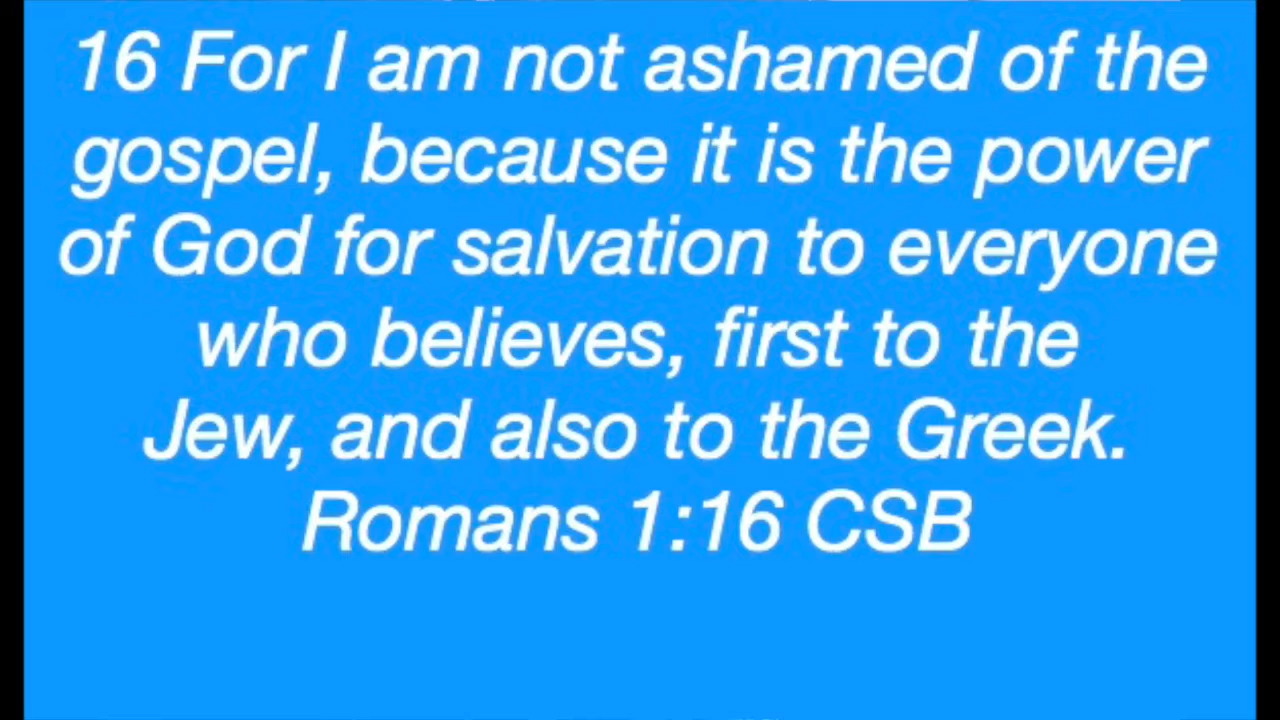 16 For I am not ashamed of the
gospel, because it is the power
of God for salvation to everyone
who believes, first to the
Jew, and also to the Greek.
Romans 1:16 CSB